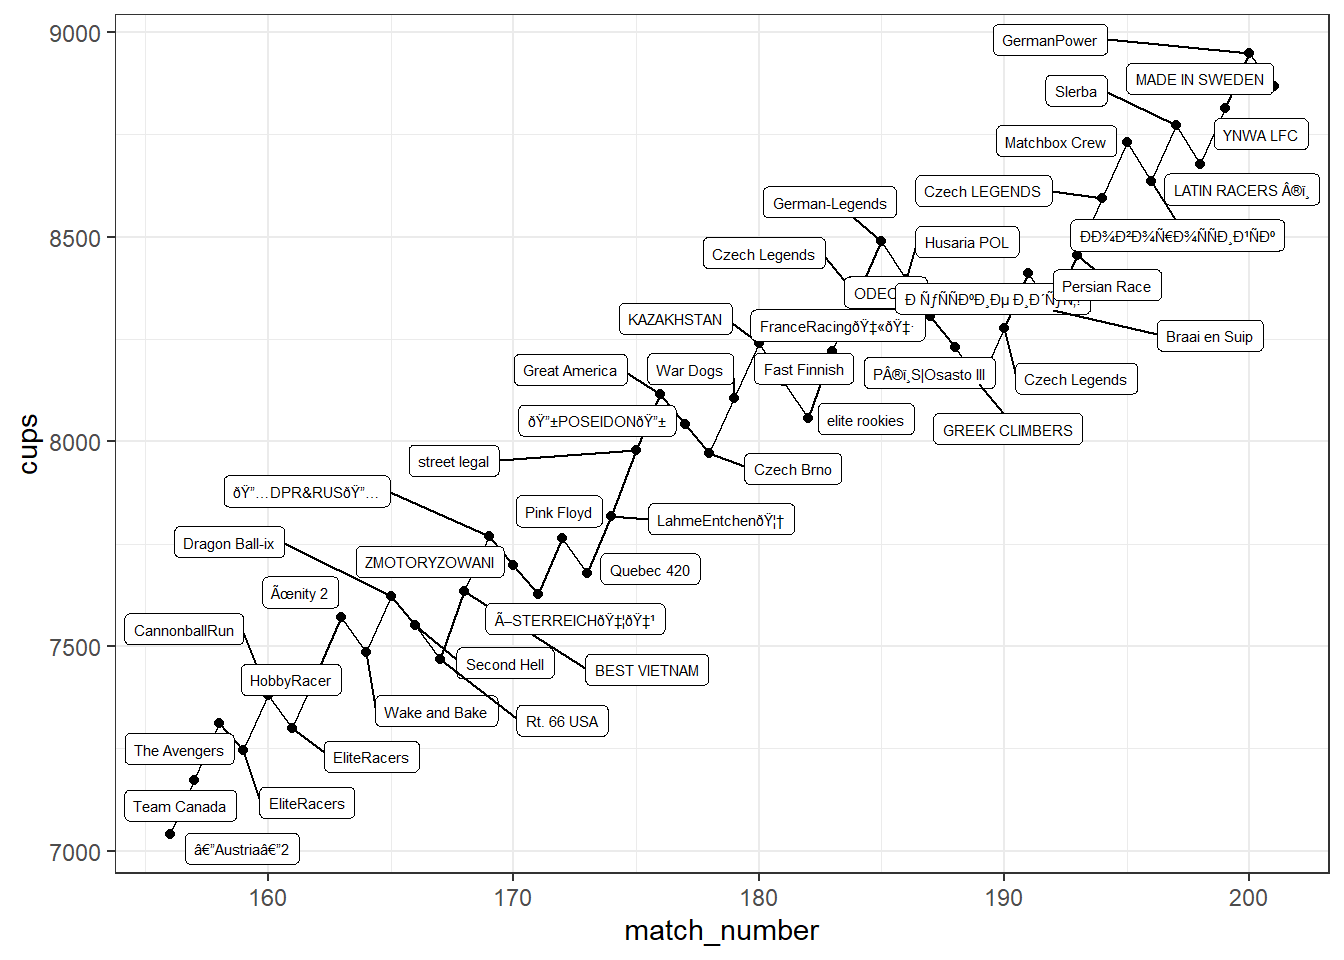 9000
8500
8000
7500
7000
cups
GermanPower
MADE IN SWEDEN
Slerba
YNWA LFC
Matchbox Crew
LATIN RACERS Â®ï¸
Czech LEGENDS
German-Legends
Husaria POL
Czech Legends
Persian Race
KAZAKHSTAN
FranceRacingðŸ‡«ðŸ‡·
Braai en Suip
Great America
War Dogs
Fast Finnish
PÂ®ï¸S|Osasto III
Czech Legends
ðŸ”±POSEIDONðŸ”±
elite rookies
GREEK CLIMBERS
street legal
Czech Brno
ðŸ”…DPR&RUSðŸ”…
Pink Floyd
LahmeEntchenðŸ¦†
Dragon Ball-ix
ZMOTORYZOWANI
Quebec 420
Ãœnity 2
Ã–STERREICHðŸ‡¦ðŸ‡¹
CannonballRun
Second Hell
BEST VIETNAM
HobbyRacer
Wake and Bake
Rt. 66 USA
The Avengers
EliteRacers
Team Canada
EliteRacers
â€”Austriaâ€”2
160
170
180
190
200
match_number